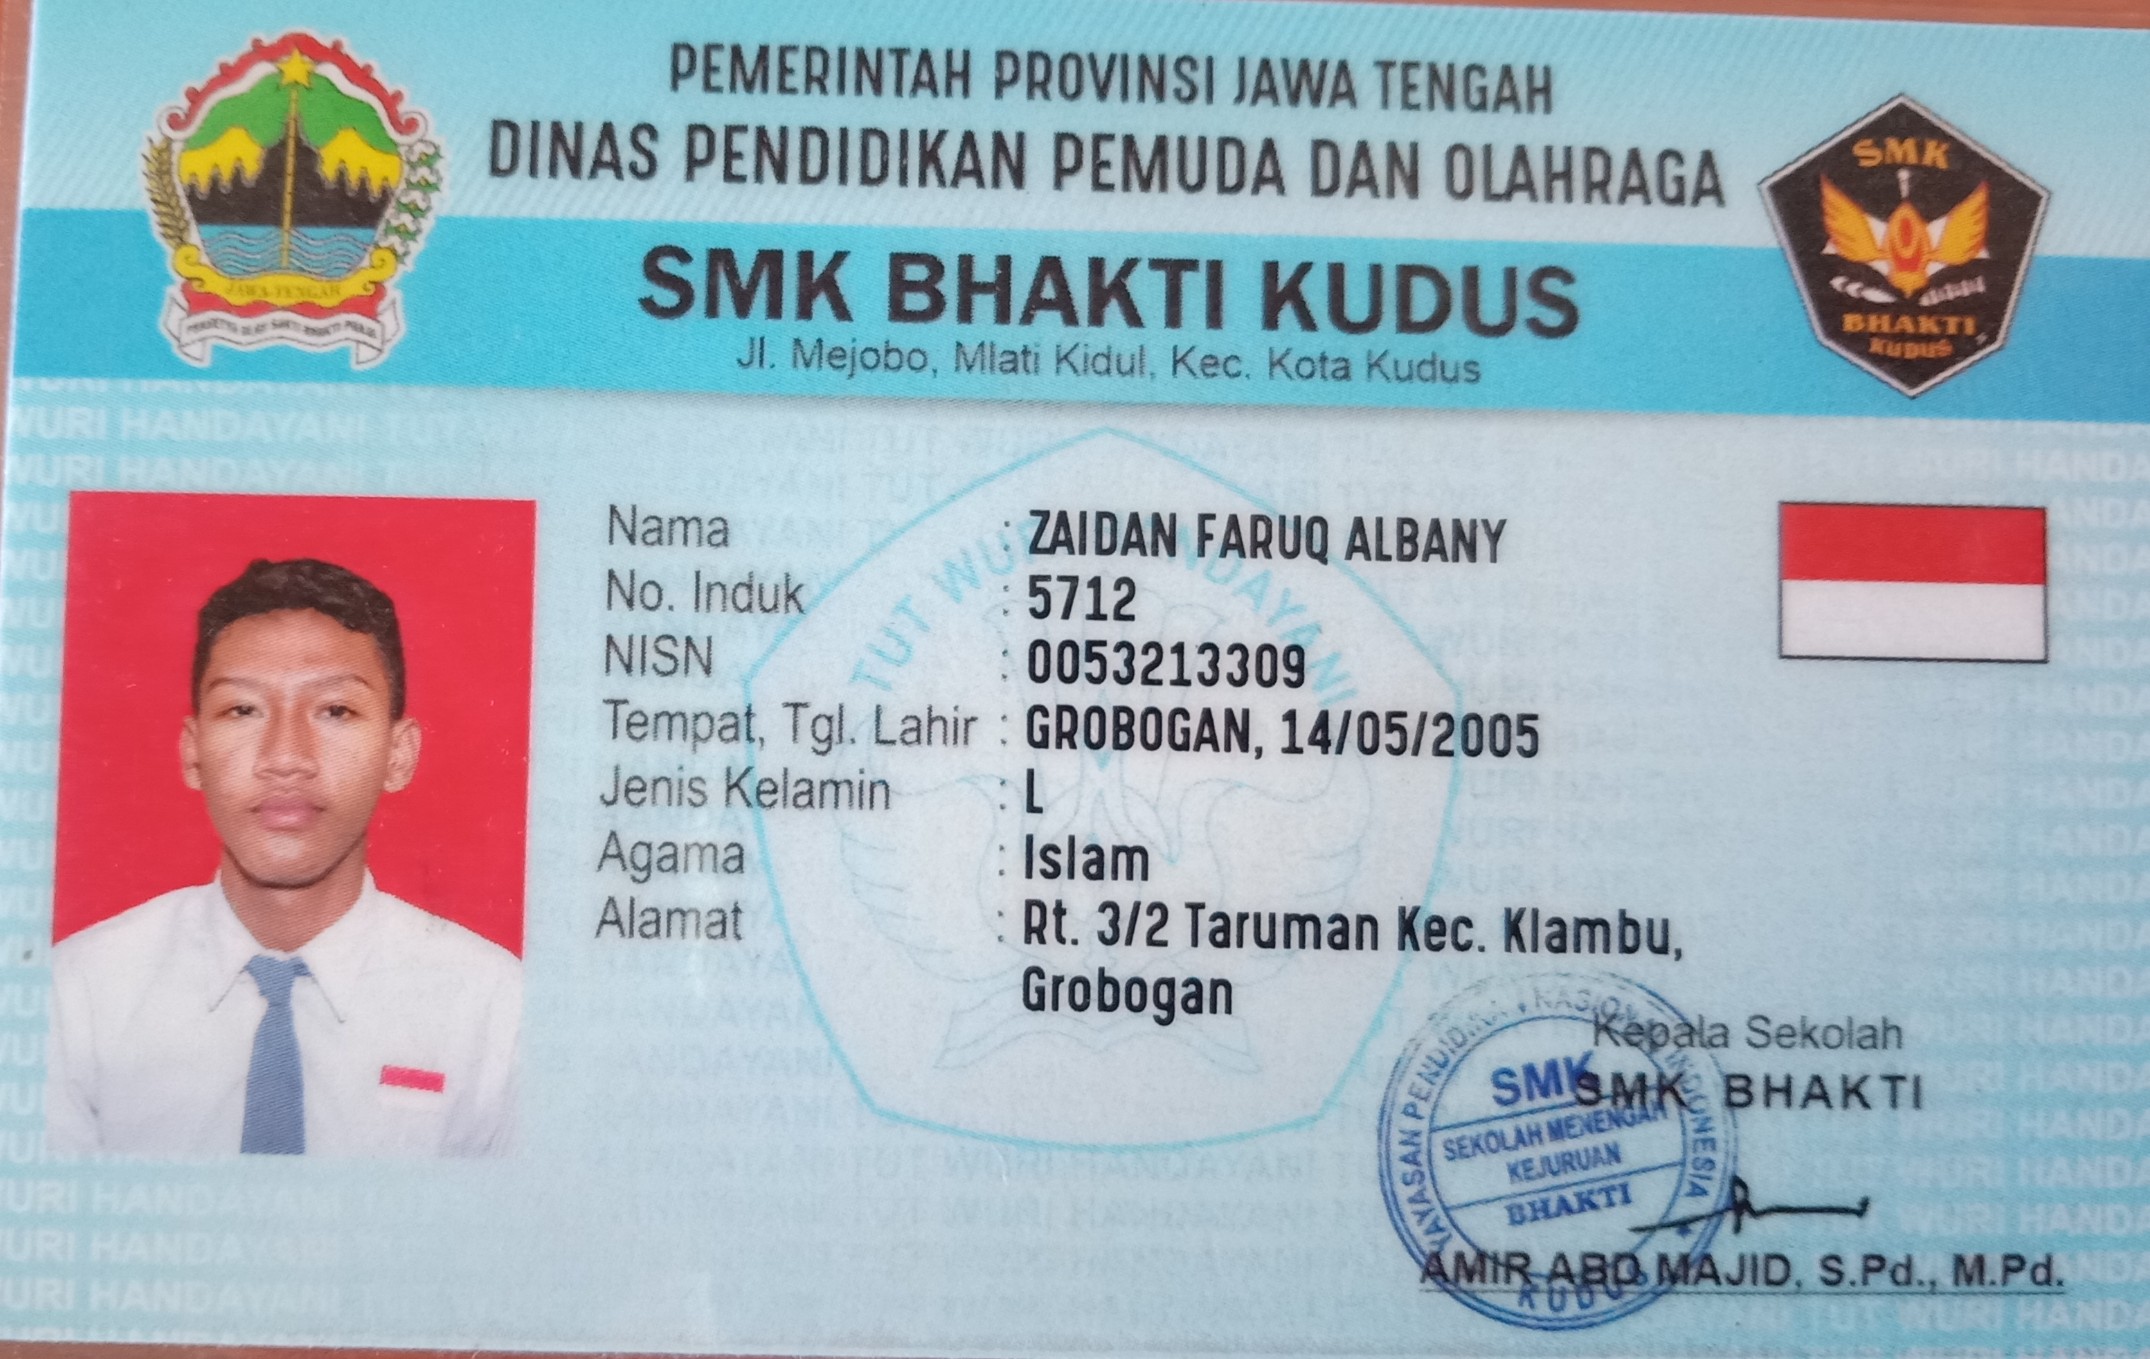 PEMERINTAH PROVINSI JAWA TENGAH
DINAS PENDIDIKAN PEMUDA DAN OLAHRAGA
SMK BHAKTI KUDUS
Jl. Mejobo, Mlati Kidul, Kec. Kota Kudus
JAWA-TENGAH
SMK
BHAKTI
KUDUS
TUT WURI HANDAYANI
Nama : ZAIDAN FARUQ ALBANY
No. Induk : 5712
NISN : 0053213309
Tempat, Tgl. Lahir : GROBOGAN, 14/05/2005
Jenis Kelamin : L
Agama : Islam
Alamat : Rt. 3/2 Taruman Kec. Klambu,
Grobogan
Kepala Sekolah
SMK BHAKTI
YAYASAN PENDIDIKAN NASIONAL INDONESIA
SMK
SEKOLAH MENENGAH
KEJURUAN
BHAKTI
KUDUS
AMIR ABD MAJID, S.Pd., M.Pd.